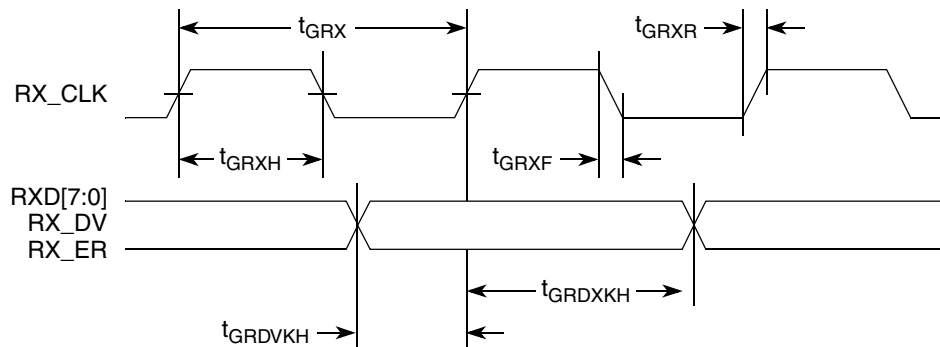 tGRX
tGRXR
RX_CLK
tGRXH
tGRXF
RXD[7:0]
RX_DV
RX_ER
tGRDXKH
tGRDVKH